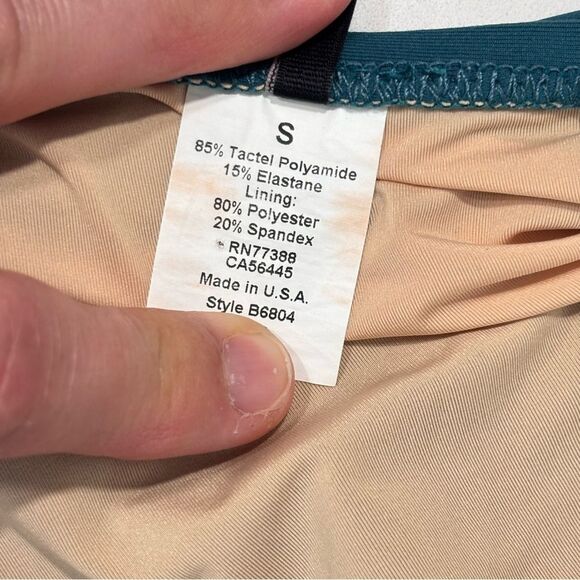 S
85% Tactel Polyamide
15% Elastane
Lining:
80% Polyester
20% Spandex
RN77388
CA56445
Made in U.S.A.
Style B6804